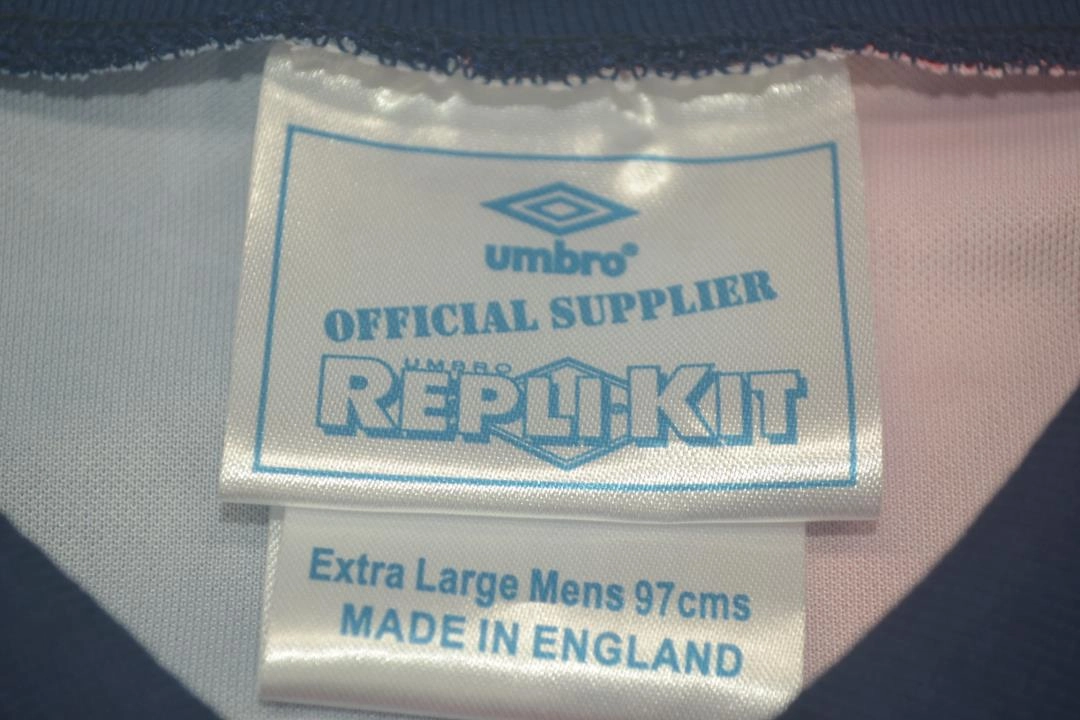 umbro®
OFFICIAL SUPPLIER
UMBRO
REPLI-KIT
Extra Large Mens 97cms
MADE IN ENGLAND